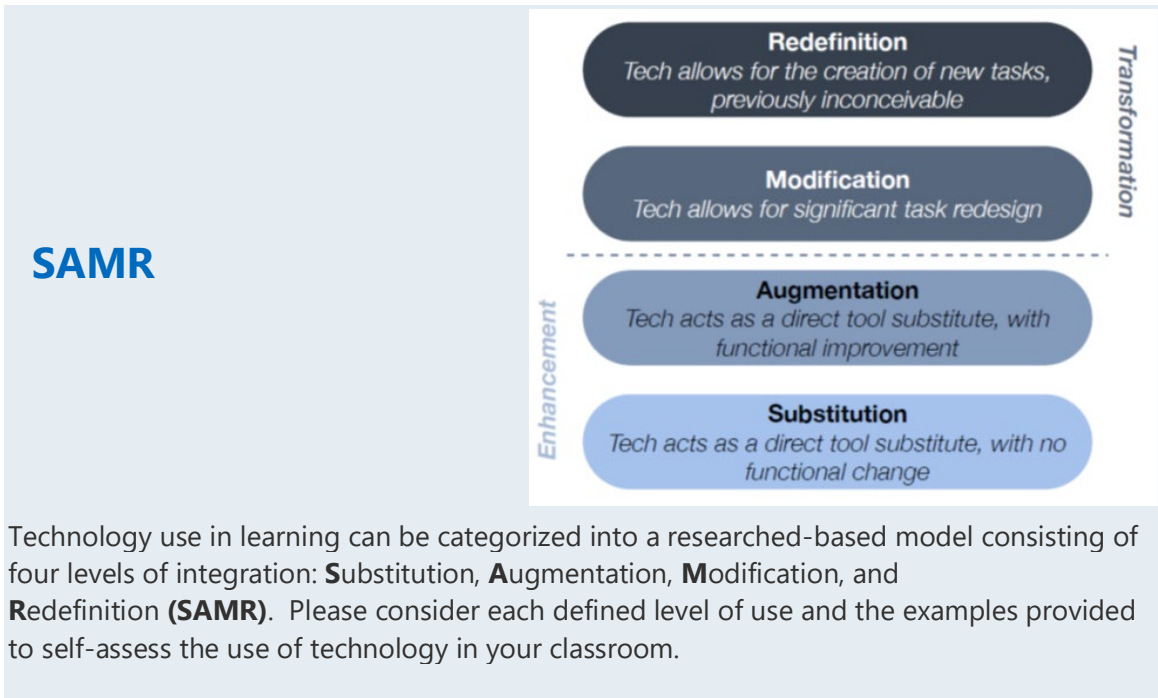 Redefinition
Tech allows for the creation of new tasks,
previously inconceivable
Modification
Tech allows for significant task redesign
Transformation
SAMR
Augmentation
Tech acts as a direct tool substitute, with
functional improvement
Substitution
Tech acts as a direct tool substitute, with no
functional change
Enhancement
Technology use in learning can be categorized into a researched-based model consisting of
four levels of integration: Substitution, Augmentation, Modification, and
Redefinition (SAMR). Please consider each defined level of use and the examples provided
to self-assess the use of technology in your classroom.